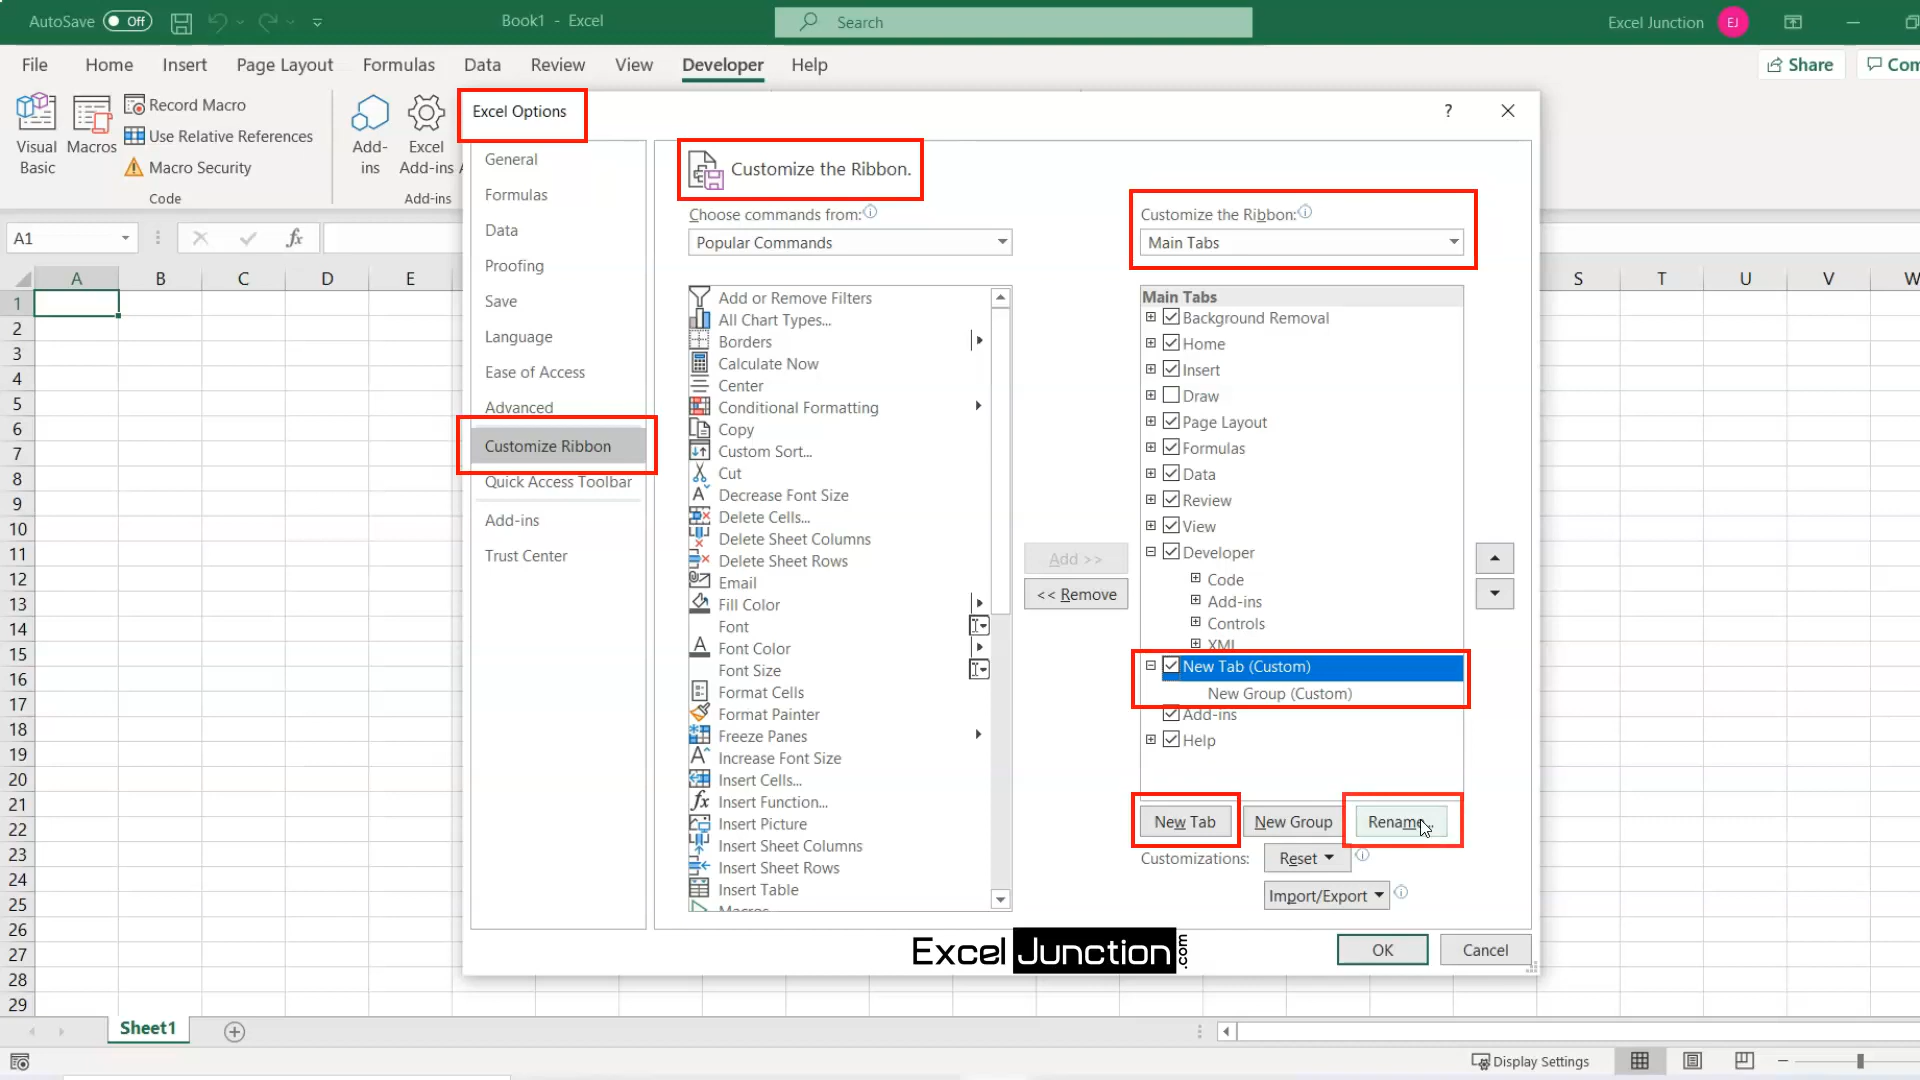 AutoSave Off
Book1 - Excel
Search
Excel Junction
EJ
File Home Insert Page Layout Formulas Data Review View Developer Help
Share
Visual Basic
Macros
Record Macro
Use Relative References
Macro Security
Code
Add-ins
Excel Add-ins
Add-ins
A1
fx
A B C D E S T U V W
1
2
3
4
5
6
7
8
9
10
11
12
13
14
15
16
17
18
19
20
21
22
23
24
25
26
27
28
29
Excel Options
?
General
Formulas
Data
Proofing
Save
Language
Ease of Access
Advanced
Customize Ribbon
Quick Access Toolbar
Add-ins
Trust Center
Customize the Ribbon.
Choose commands from:
Popular Commands
Add or Remove Filters
All Chart Types...
Borders
Calculate Now
Center
Conditional Formatting
Copy
Custom Sort...
Cut
Decrease Font Size
Delete Cells...
Delete Sheet Columns
Delete Sheet Rows
Email
Fill Color
Font
Font Color
Font Size
Format Cells
Format Painter
Freeze Panes
Increase Font Size
Insert Cells...
Insert Function...
Insert Picture
Insert Sheet Columns
Insert Sheet Rows
Insert Table
Macros
Add >>
<< Remove
Customize the Ribbon:
Main Tabs
Main Tabs
Background Removal
Home
Insert
Draw
Page Layout
Formulas
Data
Review
View
Developer
Code
Add-ins
Controls
XML
New Tab (Custom)
New Group (Custom)
Add-ins
Help
New Tab New Group Rename...
Customizations: Reset
Import/Export
Excel Junction .com
OK Cancel
Sheet1
Display Settings